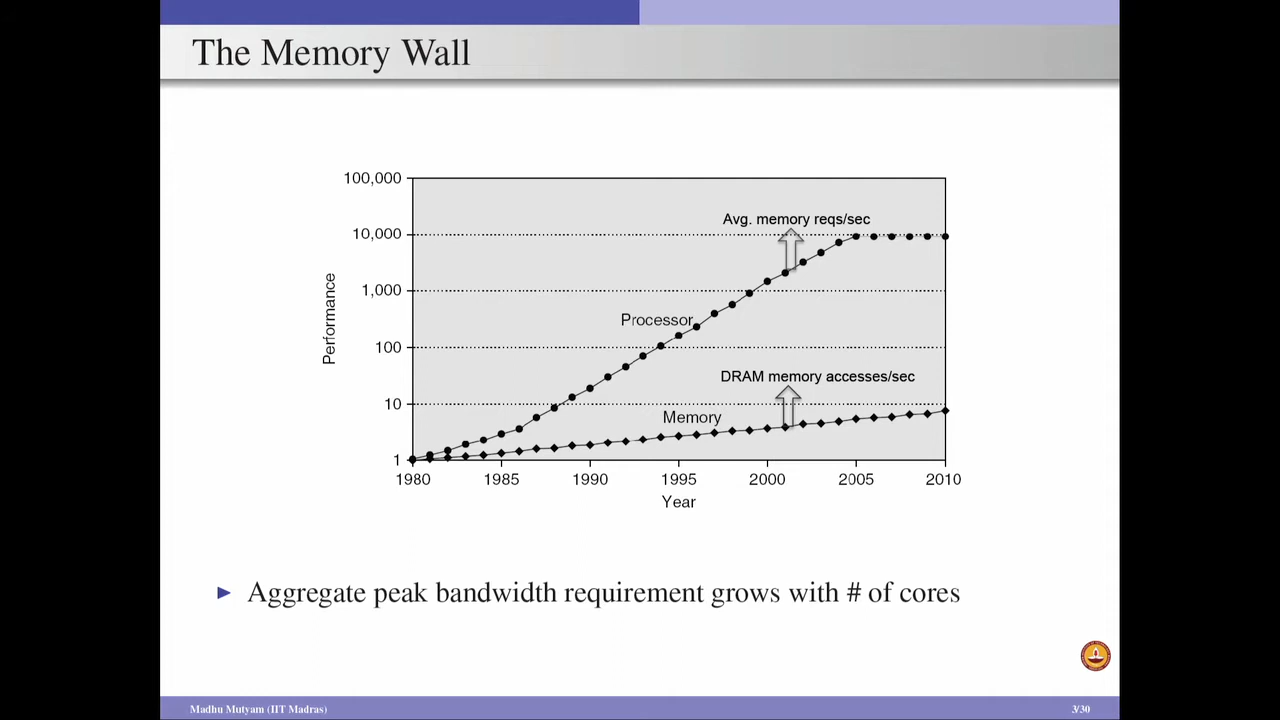 The Memory Wall
100,000
10,000
1,000
100
10
1
Performance
Avg. memory reqs/sec
Processor
DRAM memory accesses/sec
Memory
1980 1985 1990 1995 2000 2005 2010
Year
Aggregate peak bandwidth requirement grows with # of cores
Madhu Mutyam (IIT Madras) 3/30